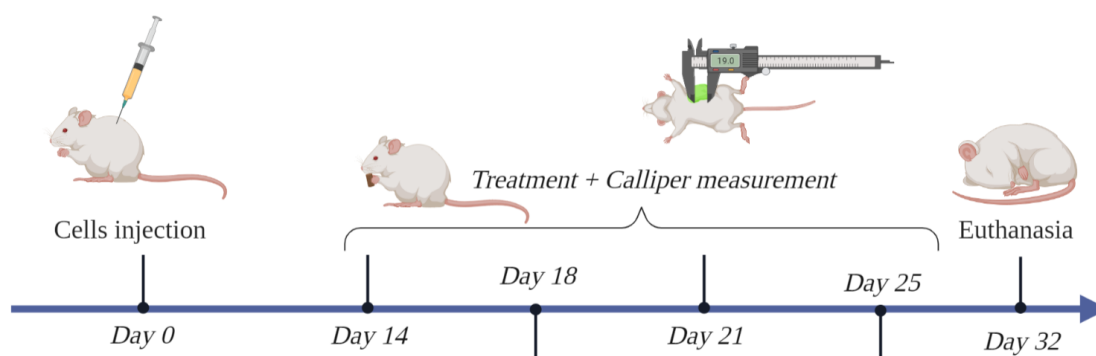 19.0
Treatment + Calliper measurement
Cells injection
Euthanasia
Day 18
Day 25
Day 0
Day 14
Day 21
Day 32